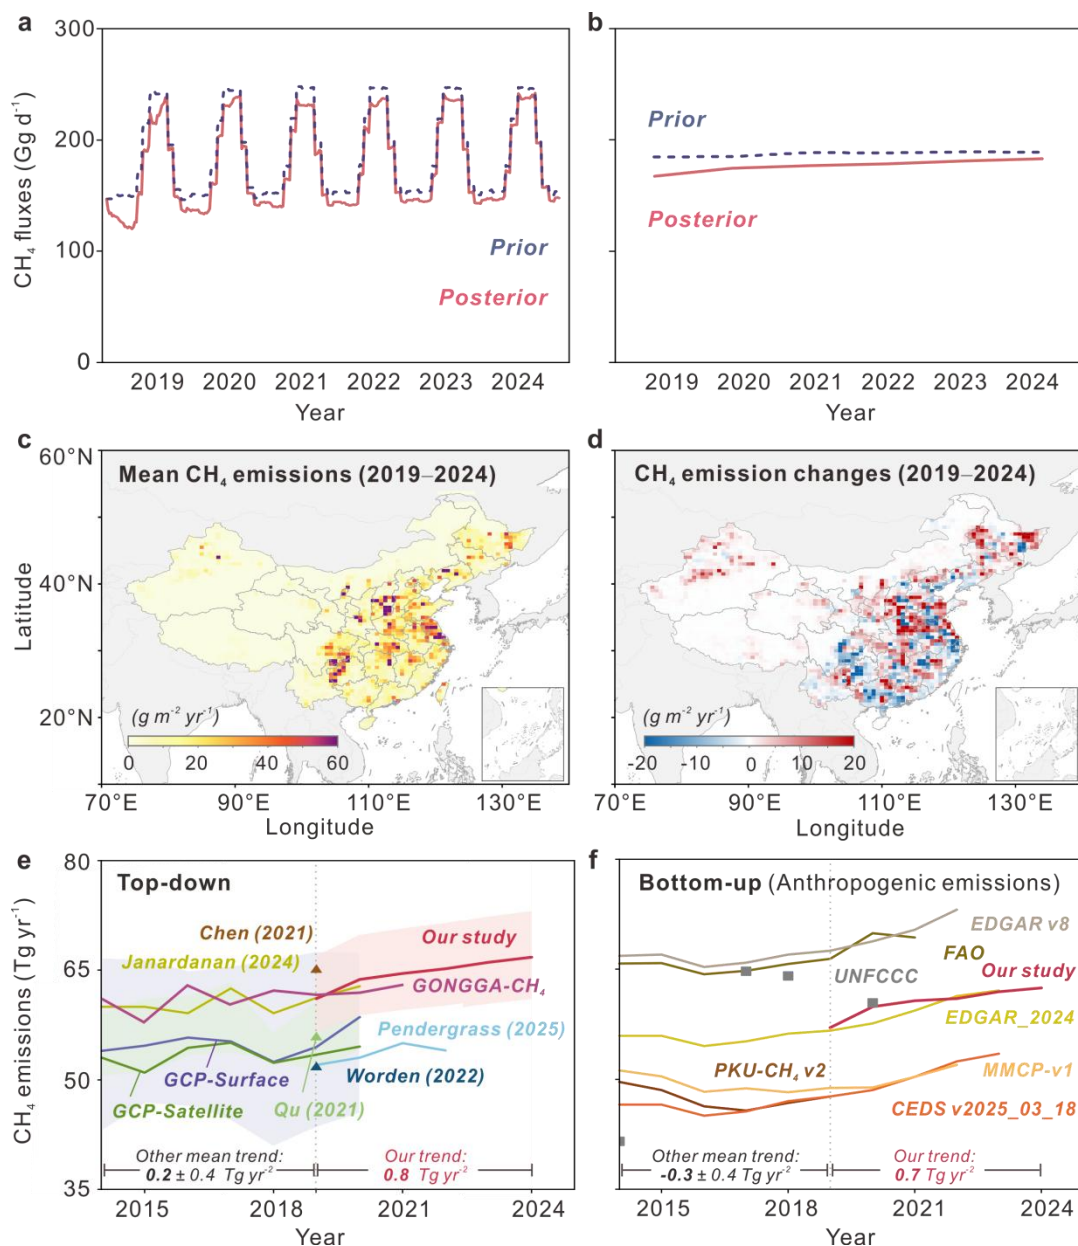 a
300
200
100
0
CH₄ fluxes (Gg d⁻¹)
Prior
Posterior
2019 2020 2021 2022 2023 2024
Year
b
Prior
Posterior
2019 2020 2021 2022 2023 2024
Year
c
60°N
40°N
20°N
Latitude
Mean CH₄ emissions (2019–2024)
(g m⁻² yr⁻¹)
0 20 40 60
70°E 90°E 110°E 130°E
Longitude
d
CH₄ emission changes (2019–2024)
(g m⁻² yr⁻¹)
-20 -10 0 10 20
70°E 90°E 110°E 130°E
Longitude
e
80
65
50
35
CH₄ emissions (Tg yr⁻¹)
Top-down
Chen (2021)
Janardanan (2024)
Our study
GONGGA-CH₄
Pendergrass (2025)
GCP-Surface
Worden (2022)
GCP-Satellite
Qu (2021)
Other mean trend:
0.2 ± 0.4 Tg yr⁻²
Our trend:
0.8 Tg yr⁻²
2015 2018 2021 2024
Year
f
Bottom-up (Anthropogenic emissions)
EDGAR v8
FAO
UNFCCC
Our study
EDGAR_2024
PKU-CH₄ v2
MMCP-v1
CEDS v2025_03_18
Other mean trend:
-0.3 ± 0.4 Tg yr⁻²
Our trend:
0.7 Tg yr⁻²
2015 2018 2021 2024
Year